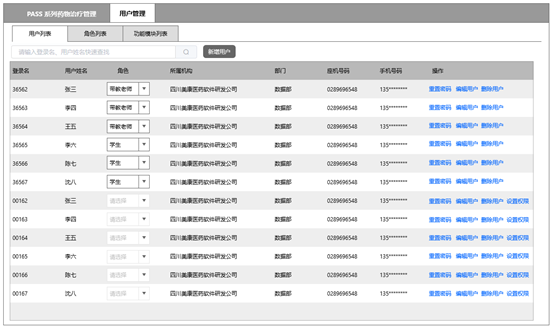 PASS 系列药物治疗管理 用户管理
用户列表 角色列表 功能模块列表
请输入登录名、用户姓名快速查找 新增用户
登录名 用户姓名 角色 所属机构 部门 座机号码 手机号码 操作
36562 张三 带教老师 四川美康医药软件研发公司 数据部 0289696548 135******** 重置密码 编辑用户 删除用户
36563 李四 带教老师 四川美康医药软件研发公司 数据部 0289696548 135******** 重置密码 编辑用户 删除用户
36564 王五 带教老师 四川美康医药软件研发公司 数据部 0289696548 135******** 重置密码 编辑用户 删除用户
36565 李六 学生 四川美康医药软件研发公司 数据部 0289696548 135******** 重置密码 编辑用户 删除用户
36566 陈七 学生 四川美康医药软件研发公司 数据部 0289696548 135******** 重置密码 编辑用户 删除用户
36567 沈八 学生 四川美康医药软件研发公司 数据部 0289696548 135******** 重置密码 编辑用户 删除用户
00162 张三 请选择 四川美康医药软件研发公司 数据部 0289696548 135******** 重置密码 编辑用户 删除用户 设置权限
00163 李四 请选择 四川美康医药软件研发公司 数据部 0289696548 135******** 重置密码 编辑用户 删除用户 设置权限
00164 王五 请选择 四川美康医药软件研发公司 数据部 0289696548 135******** 重置密码 编辑用户 删除用户 设置权限
00165 李六 请选择 四川美康医药软件研发公司 数据部 0289696548 135******** 重置密码 编辑用户 删除用户 设置权限
00166 陈七 请选择 四川美康医药软件研发公司 数据部 0289696548 135******** 重置密码 编辑用户 删除用户 设置权限
00167 沈八 请选择 四川美康医药软件研发公司 数据部 0289696548 135******** 重置密码 编辑用户 删除用户 设置权限